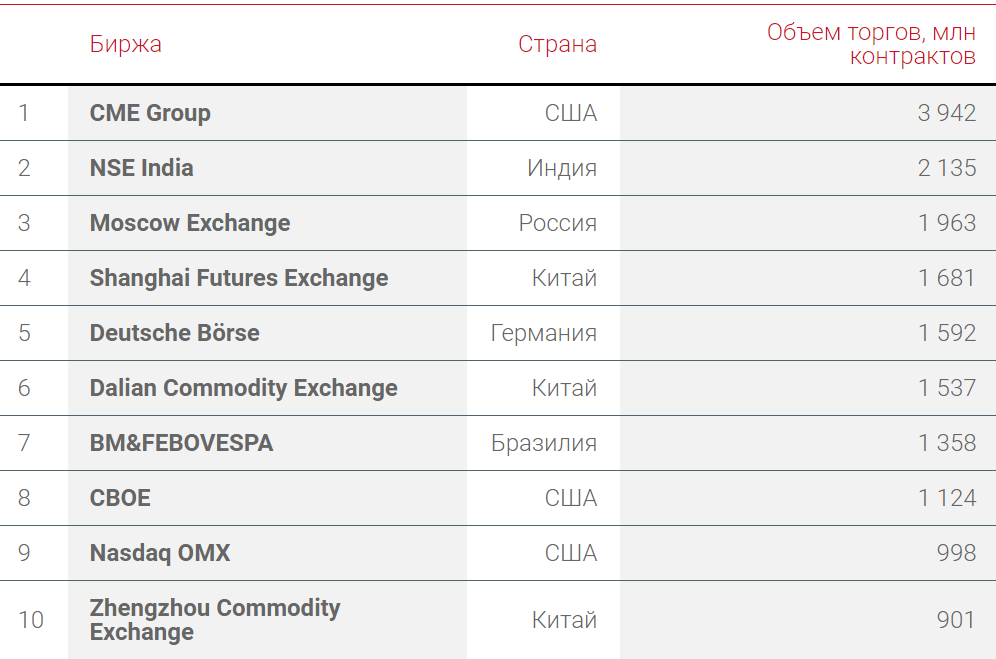 Биржа Страна Объем торгов, млн
контрактов
1 CME Group США 3 942
2 NSE India Индия 2 135
3 Moscow Exchange Россия 1 963
4 Shanghai Futures Exchange Китай 1 681
5 Deutsche Börse Германия 1 592
6 Dalian Commodity Exchange Китай 1 537
7 BM&FEBOVESPA Бразилия 1 358
8 CBOE США 1 124
9 Nasdaq OMX США 998
10 Zhengzhou Commodity
Exchange Китай 901